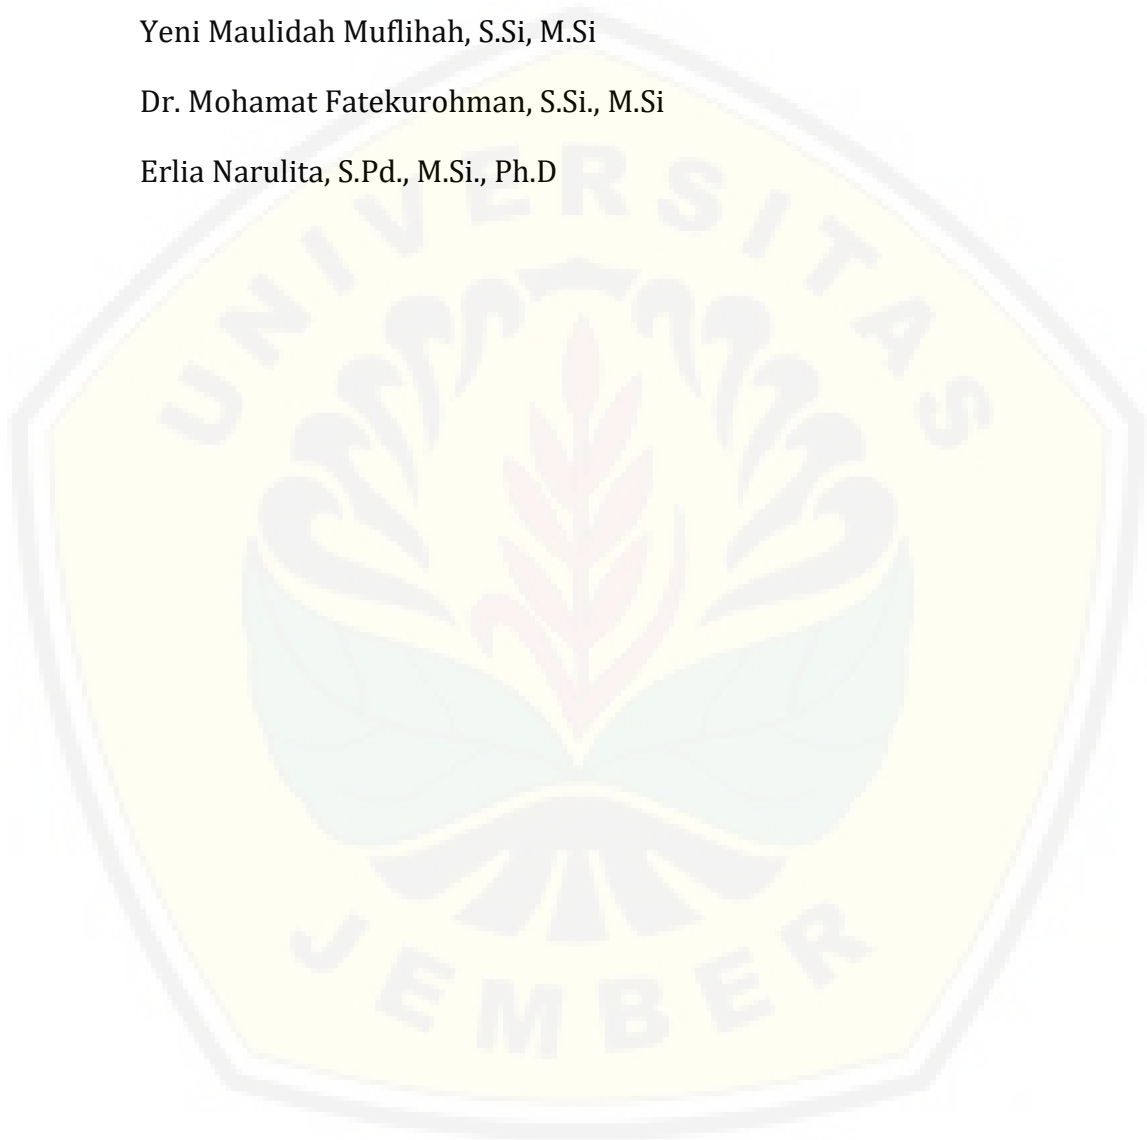 Yeni Maulidah Muflihah, S.Si, M.Si
Dr. Mohamat Fatekurohman, S.Si., M.Si
Erlia Narulita, S.Pd., M.Si., Ph.D
UNIVERSITAS
JEMBER